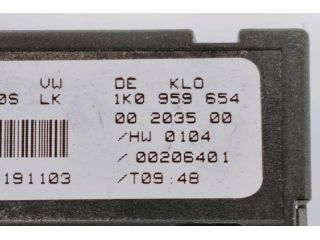 VW DE KLO
0S LK 1K0 959 654
00 2035 00
/HW 0104
/00206401
191103 /T09:48